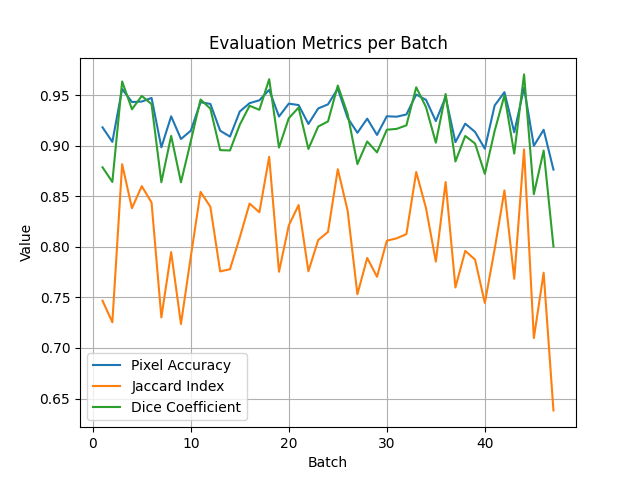 Evaluation Metrics per Batch
Value
0.95
0.90
0.85
0.80
0.75
0.70
0.65
Pixel Accuracy
Jaccard Index
Dice Coefficient
0 10 20 30 40
Batch